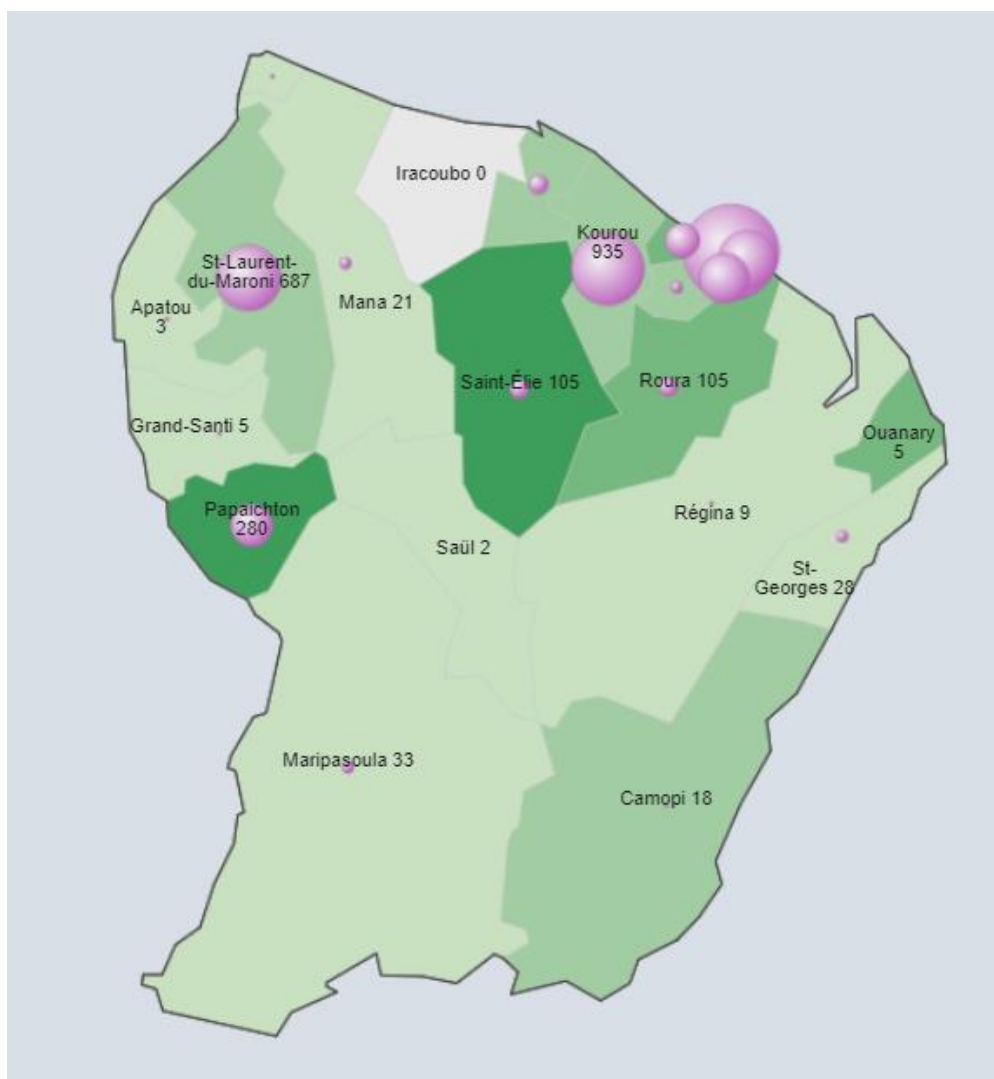 Iracoubo 0
Kourou
935
St-Laurent-
du-Maroni 687
Mana 21
Apatou
3
Saint-Élie 105
Roura 105
Grand-Santi 5
Ouanary
5
Papaichton
280
Régina 9
Saül 2
St-
Georges 28
Maripasoula 33
Camopi 18